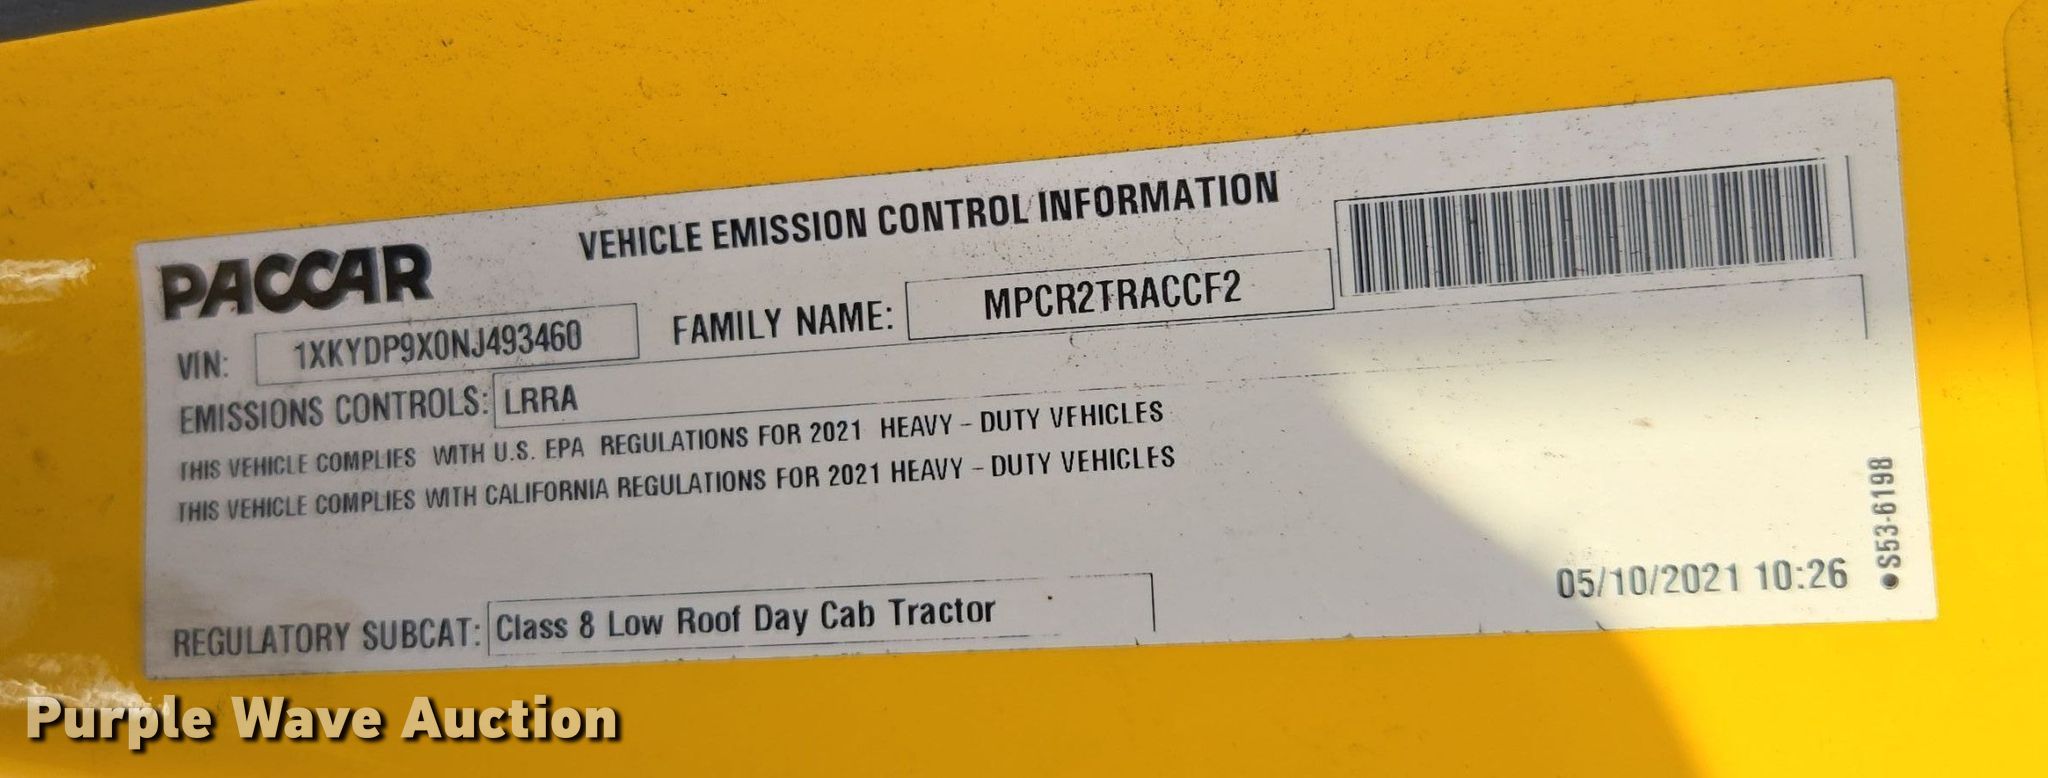 PACCAR
VEHICLE EMISSION CONTROL INFORMATION
VIN: 1XKYDP9X0NJ493460 FAMILY NAME: MPCR2TRACCF2
EMISSIONS CONTROLS: LRRA
THIS VEHICLE COMPLIES WITH U.S. EPA REGULATIONS FOR 2021 HEAVY - DUTY VEHICLES
THIS VEHICLE COMPLIES WITH CALIFORNIA REGULATIONS FOR 2021 HEAVY - DUTY VEHICLES
REGULATORY SUBCAT: Class 8 Low Roof Day Cab Tractor
05/10/2021 10:26
●S53-6198
Purple Wave Auction